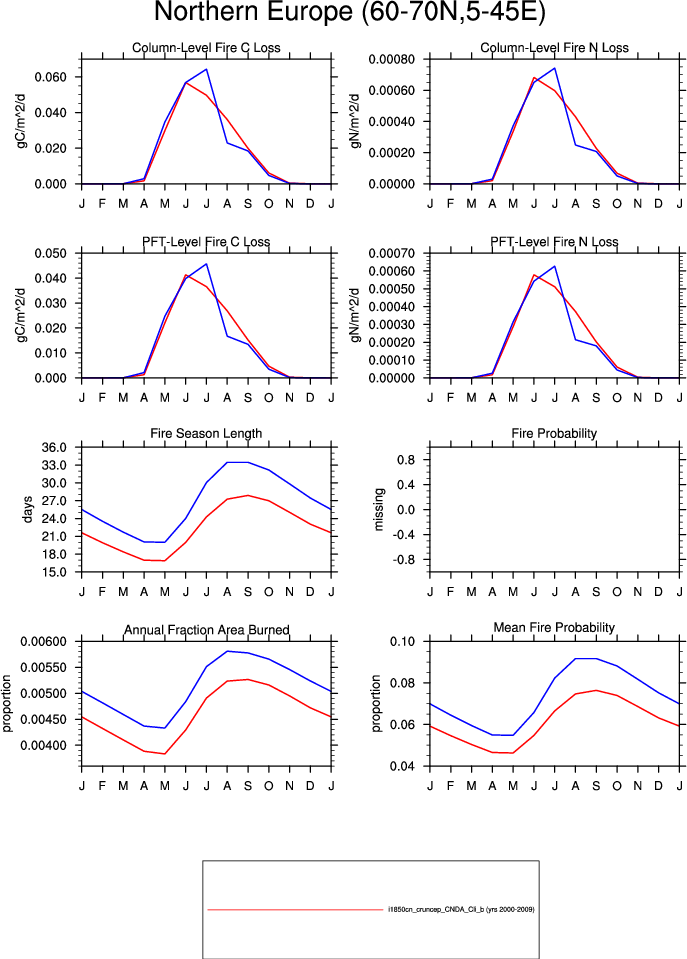 Northern Europe (60-70N,5-45E)
Column-Level Fire C Loss
gC/m^2/d
0.060
0.040
0.020
0.000
J F M A M J J A S O N D J
Column-Level Fire N Loss
gN/m^2/d
0.00080
0.00060
0.00040
0.00020
0.00000
J F M A M J J A S O N D J
PFT-Level Fire C Loss
gC/m^2/d
0.050
0.040
0.030
0.020
0.010
0.000
J F M A M J J A S O N D J
PFT-Level Fire N Loss
gN/m^2/d
0.00070
0.00060
0.00050
0.00040
0.00030
0.00020
0.00010
0.00000
J F M A M J J A S O N D J
Fire Season Length
days
36.0
33.0
30.0
27.0
24.0
21.0
18.0
15.0
J F M A M J J A S O N D J
Fire Probability
missing
0.8
0.4
0.0
-0.4
-0.8
J F M A M J J A S O N D J
Annual Fraction Area Burned
proportion
0.00600
0.00550
0.00500
0.00450
0.00400
J F M A M J J A S O N D J
Mean Fire Probability
proportion
0.10
0.08
0.06
0.04
J F M A M J J A S O N D J
i1850cn_cruncep_CNDA_Cli_b (yrs 2000-2009)